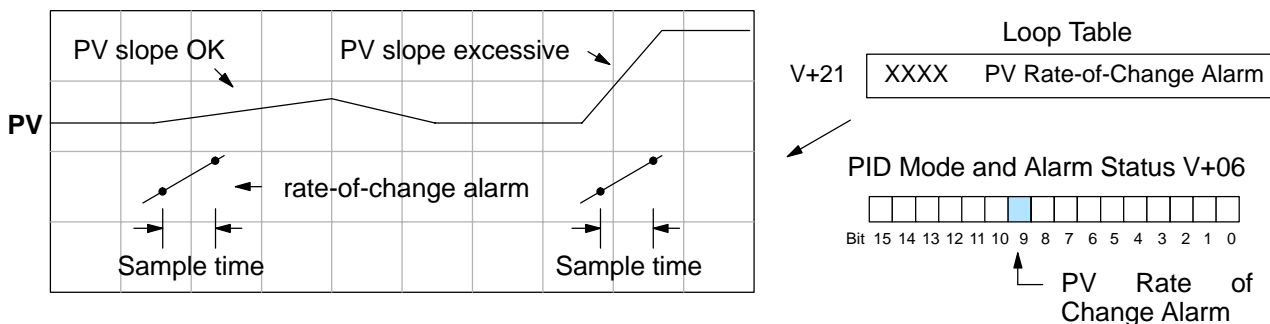 PV slope OK
PV slope excessive
PV
rate-of-change alarm
Sample time
Sample time
Loop Table
V+21
XXXX PV Rate-of-Change Alarm
PID Mode and Alarm Status V+06
Bit 15 14 13 12 11 10 9 8 7 6 5 4 3 2 1 0
PV Rate of
Change Alarm